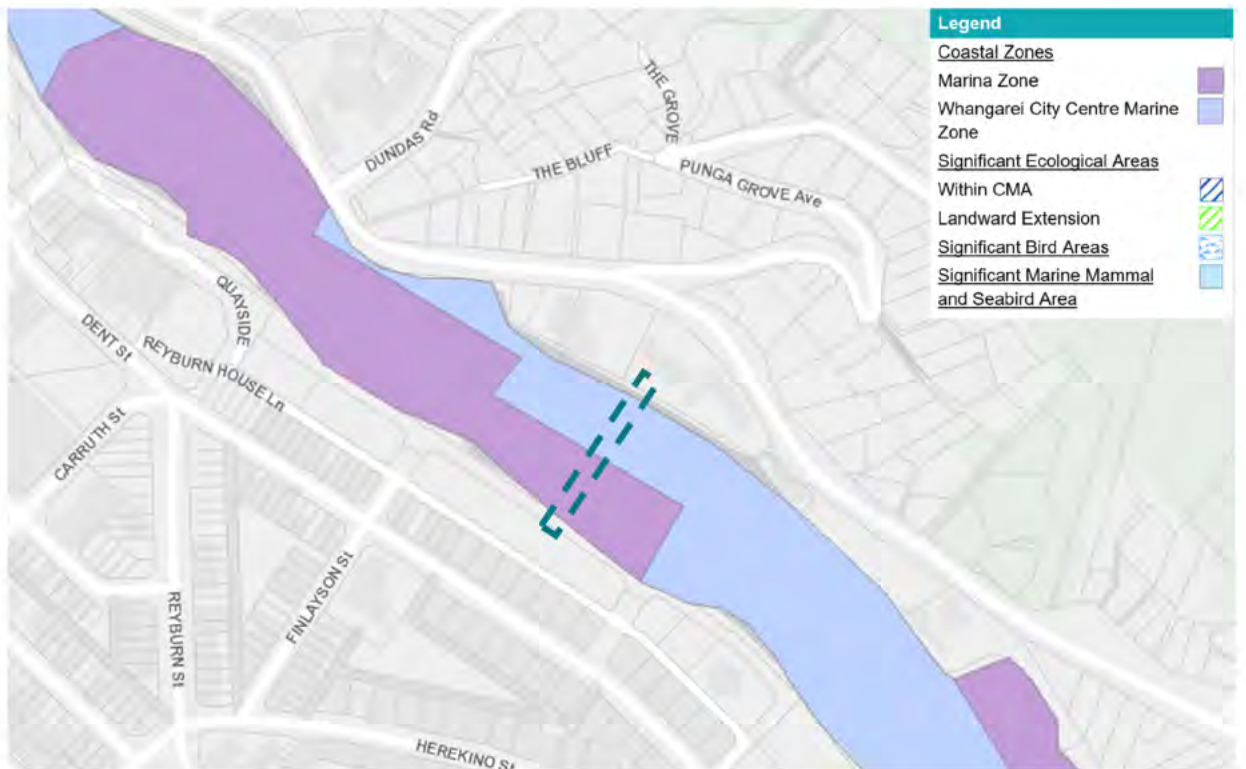 Legend
Coastal Zones
Marina Zone
Whangarei City Centre Marine
Zone
Significant Ecological Areas
Within CMA
Landward Extension
Significant Bird Areas
Significant Marine Mammal
and Seabird Area
THE GROVE
DUNDAS Rd
THE BLUFF
PUNGA GROVE Ave
QUAYSIDE
DENT St
REYBURN HOUSE Ln
CARRUTH St
FINLAYSON St
REYBURN St
HEREKINO St